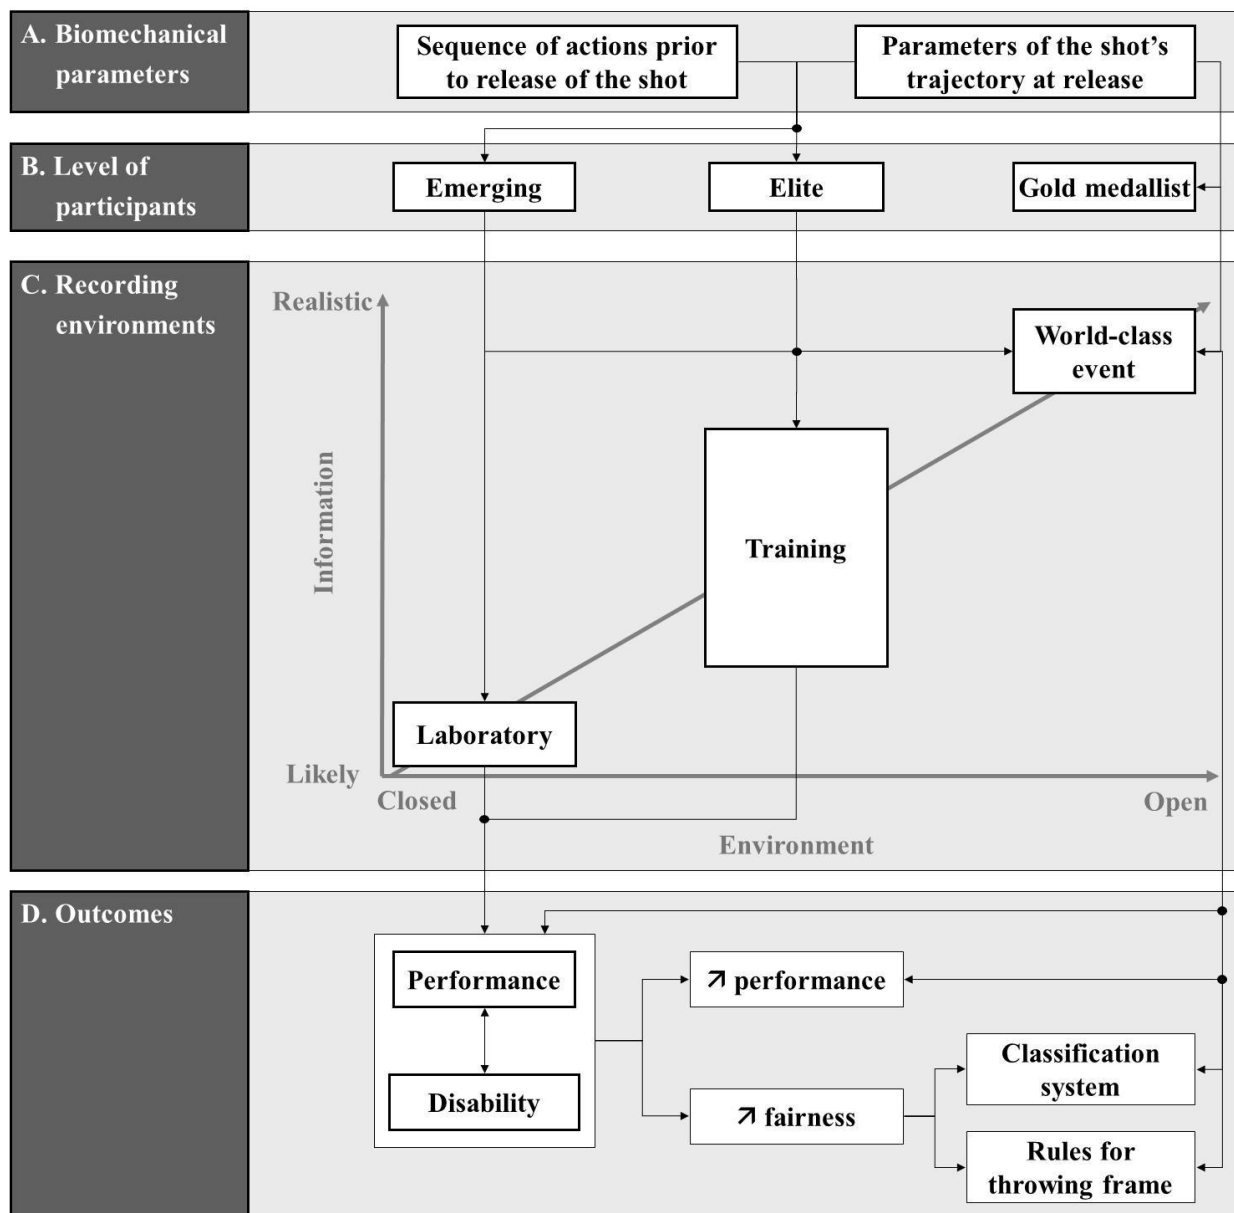 A. Biomechanical
parameters
Sequence of actions prior
to release of the shot
Parameters of the shot's
trajectory at release
B. Level of
participants
Emerging
Elite
Gold medallist
C. Recording
environments
Realistic
World-class
event
Information
Training
Laboratory
Likely
Closed
Open
Environment
D. Outcomes
Performance
↗ performance
Classification
system
Disability
↗ fairness
Rules for
throwing frame